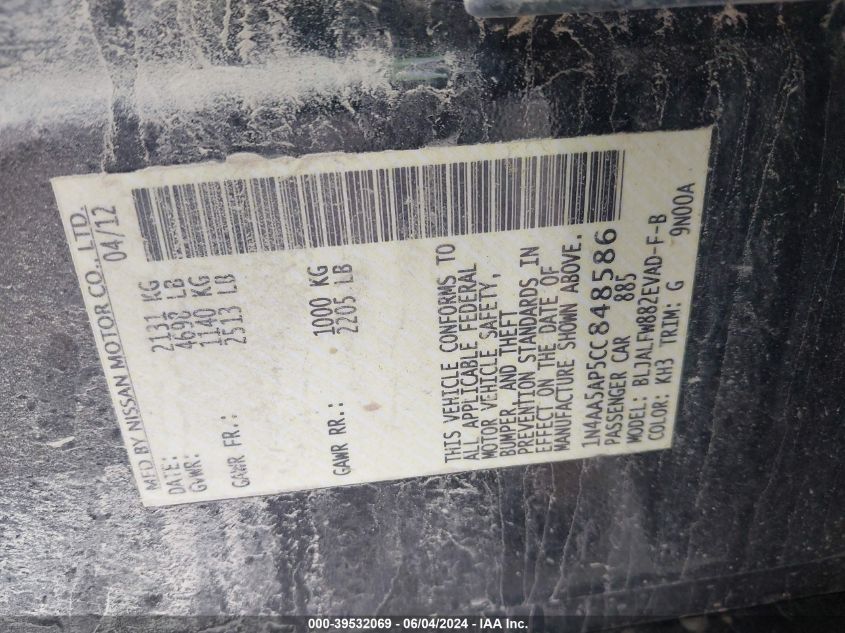 MFD BY NISSAN MOTOR CO., LTD.
DATE: 04/12
GVWR: 2131 KG
4698 LB
GAWR FR.: 1140 KG
2513 LB
GAWR RR.: 1000 KG
2205 LB
THIS VEHICLE CONFORMS TO
ALL APPLICABLE FEDERAL
MOTOR VEHICLE SAFETY,
BUMPER, AND THEFT
PREVENTION STANDARDS IN
EFFECT ON THE DATE OF
MANUFACTURE SHOWN ABOVE.
1N4AA5AP5CC848586
PASSENGER CAR 885
MODEL: BLJALFW882EVAD-F-B
COLOR: KH3 TRIM: G 9N00A
000-39532069 - 06/04/2024 - IAA Inc.